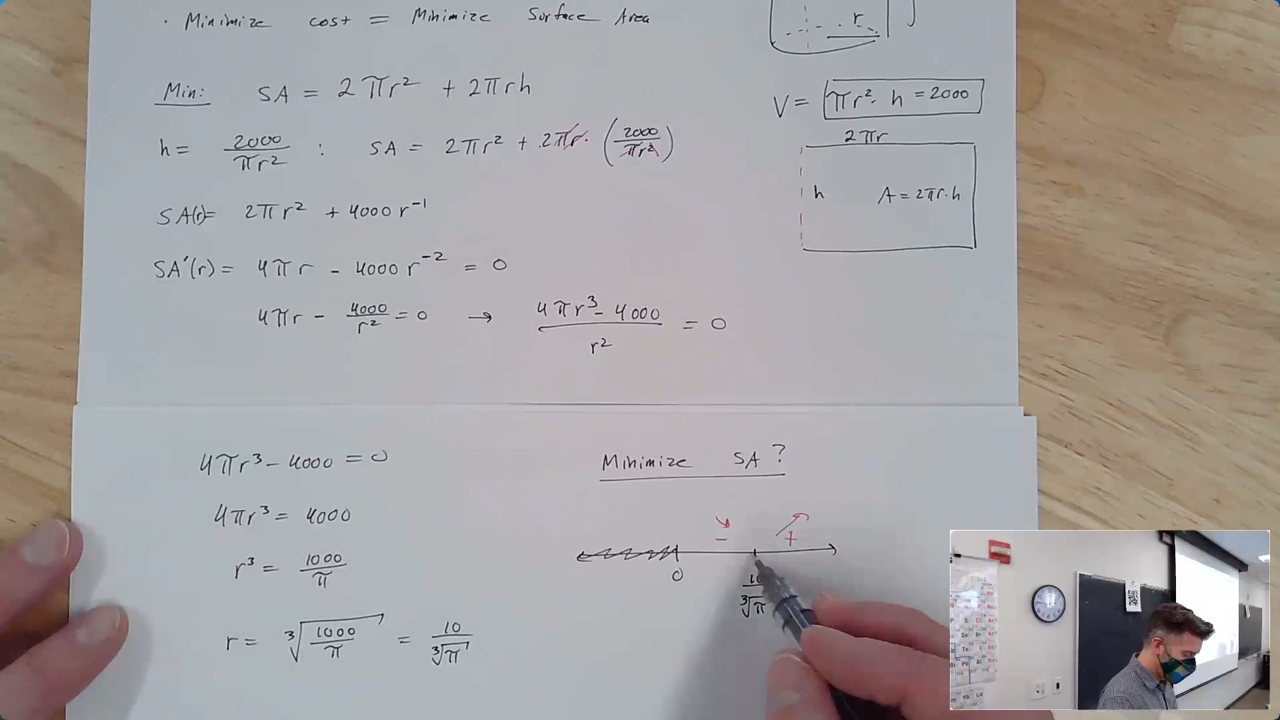 · Minimize cost = Minimize Surface Area
r
Min: SA = 2πr² + 2πrh
V = πr² · h = 2000
h = 2000/πr² : SA = 2πr² + 2πr · (2000/πr²)
2πr
h A = 2πr·h
SA(r) = 2πr² + 4000 r⁻¹
SA'(r) = 4πr - 4000 r⁻² = 0
4πr - 4000/r² = 0 → (4πr³ - 4000)/r² = 0
4πr³ - 4000 = 0
4πr³ = 4000
r³ = 1000/π
r = ∛(1000/π) = 10/∛π
Minimize SA?
↘ ↗
- +
0 10/∛π